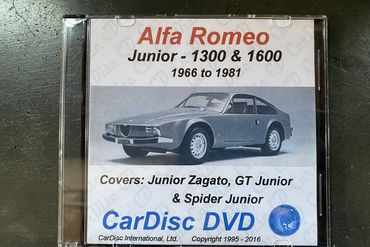 Alfa Romeo
Junior - 1300 & 1600
1966 to 1981
Covers: Junior Zagato, GT Junior
& Spider Junior
CarDisc DVD
CarDisc International, Ltd. Copyright 1995 - 2016